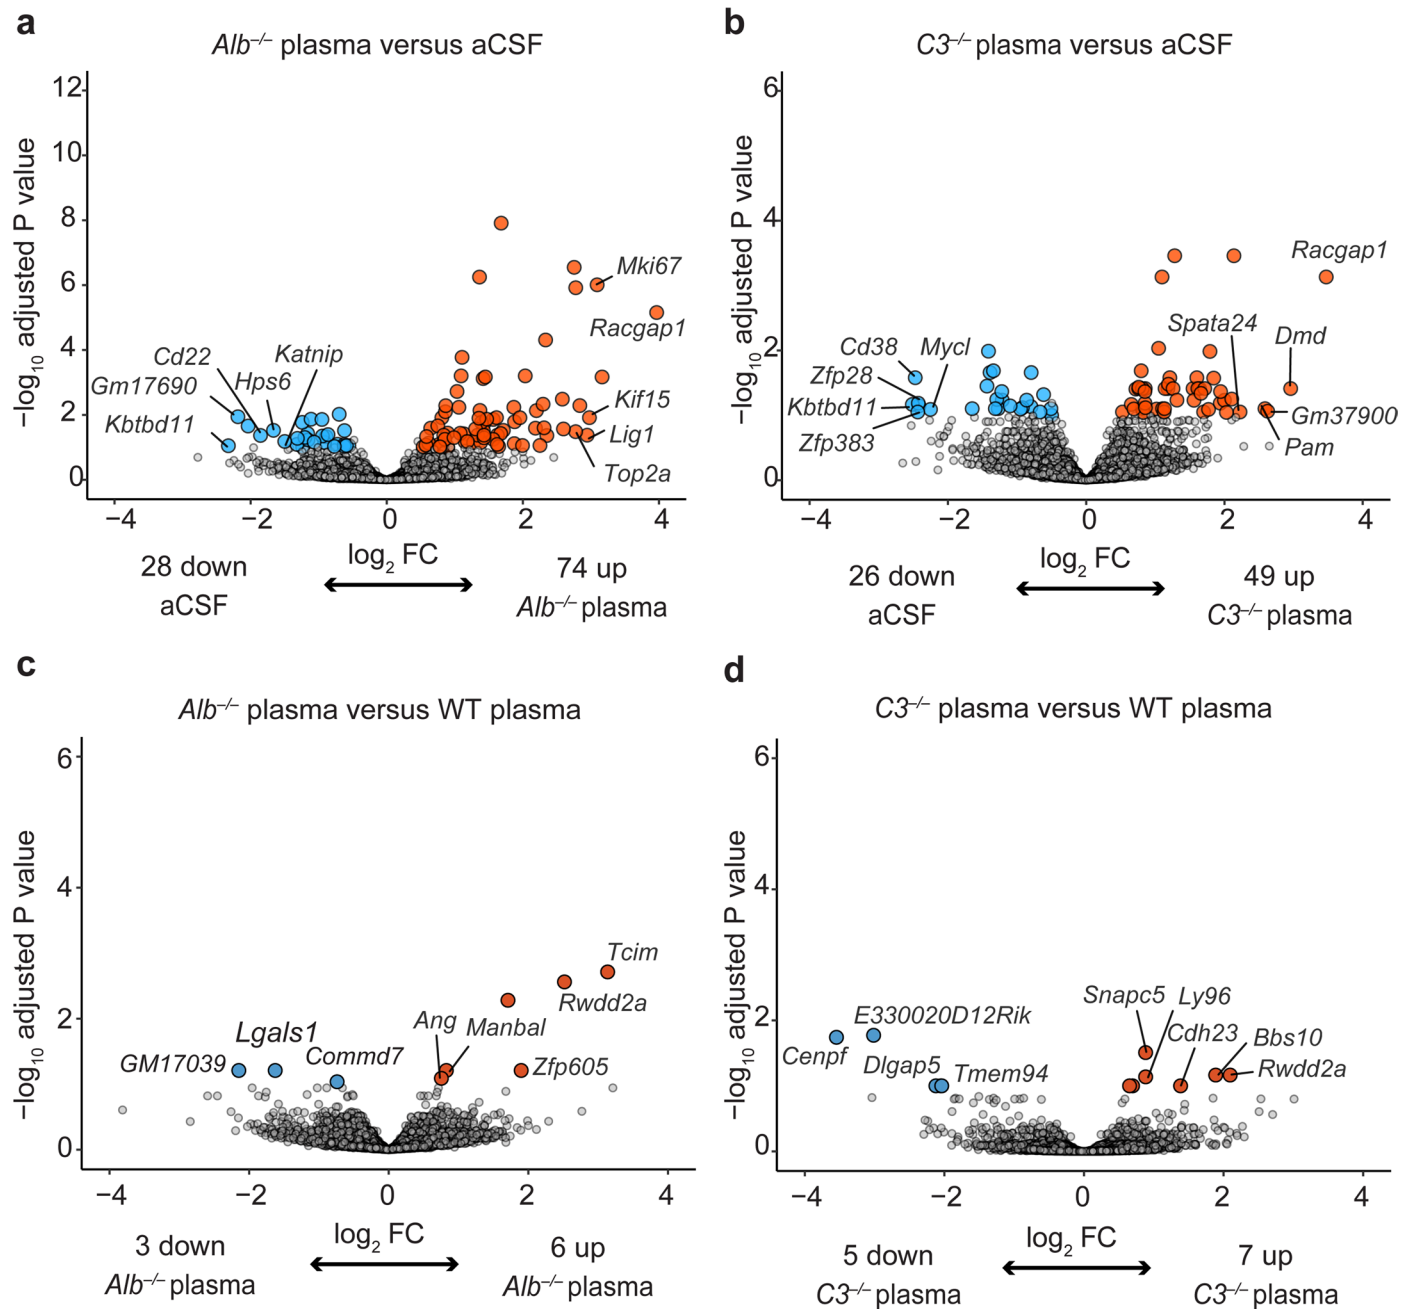 a
Alb−/− plasma versus aCSF
12
10
8
6
4
2
0
−log10 adjusted P value
Mki67
Racgap1
Cd22
Katnip
Gm17690
Hps6
Kbtbd11
Kif15
Lig1
Top2a
−4
−2
0
2
4
log2 FC
28 down
aCSF
74 up
Alb−/− plasma
b
C3−/− plasma versus aCSF
6
4
2
0
−log10 adjusted P value
Racgap1
Spata24
Dmd
Cd38
Mycl
Zfp28
Kbtbd11
Zfp383
Gm37900
Pam
−4
−2
0
2
4
log2 FC
26 down
aCSF
49 up
C3−/− plasma
c
Alb−/− plasma versus WT plasma
6
4
2
0
−log10 adjusted P value
Tcim
Rwdd2a
Ang
Manbal
Lgals1
GM17039
Commd7
Zfp605
−4
−2
0
2
4
log2 FC
3 down
Alb−/− plasma
6 up
Alb−/− plasma
d
C3−/− plasma versus WT plasma
6
4
2
0
−log10 adjusted P value
Snapc5
Ly96
E330020D12Rik
Cdh23
Bbs10
Cenpf
Dlgap5
Tmem94
Rwdd2a
−4
−2
0
2
4
log2 FC
5 down
C3−/− plasma
7 up
C3−/− plasma